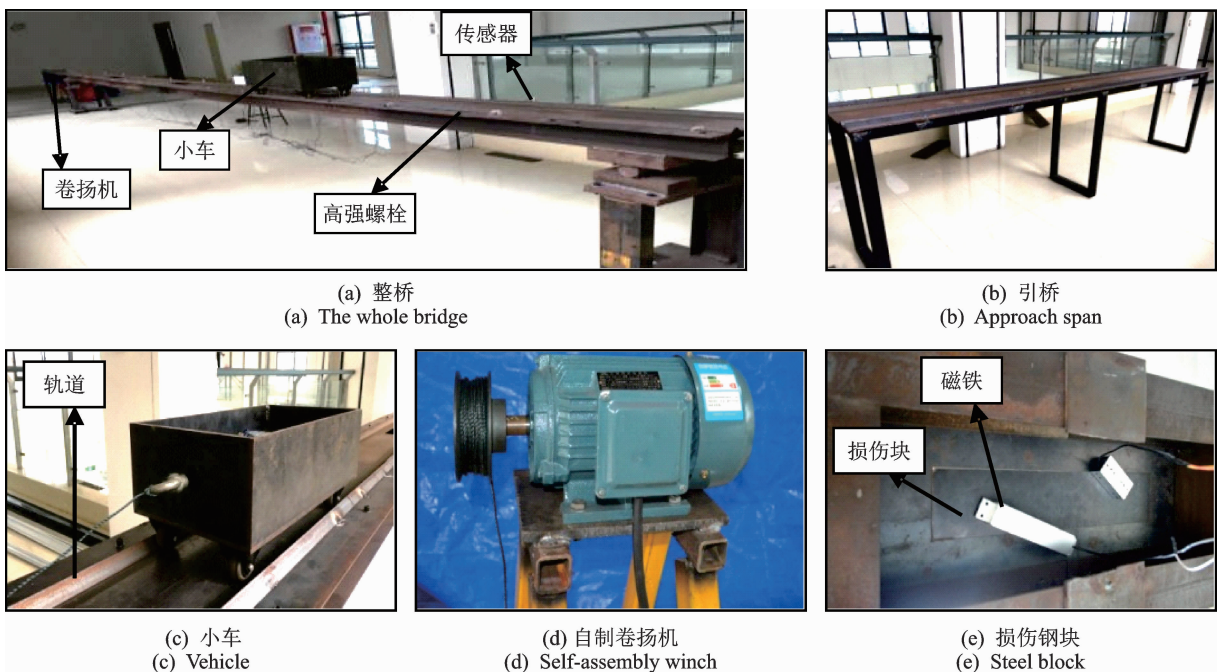 传感器
小车
卷扬机
高强螺栓
(a) 整桥
(a) The whole bridge
(b) 引桥
(b) Approach span
轨道
磁铁
损伤块
(c) 小车
(c) Vehicle
(d) 自制卷扬机
(d) Self-assembly winch
(e) 损伤钢块
(e) Steel block